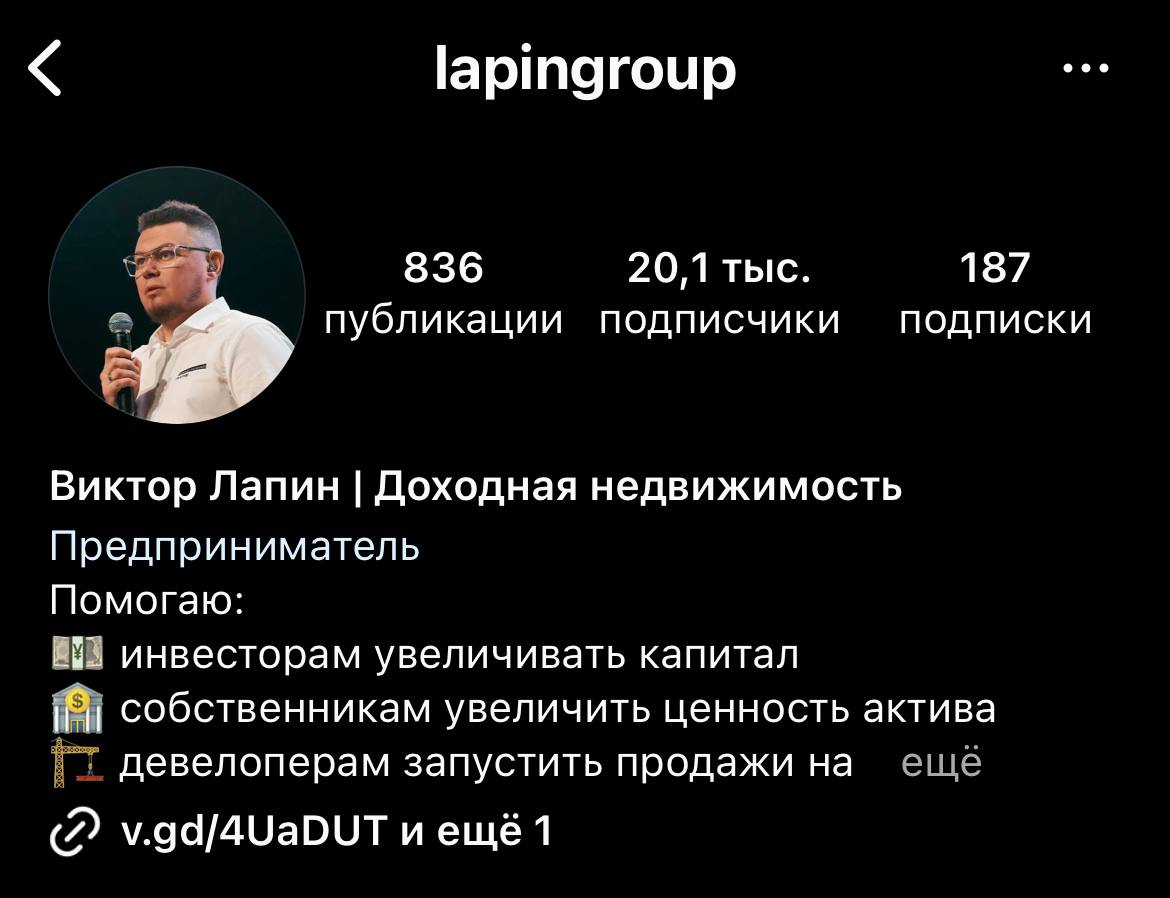 lapingroup
836 20,1 тыс. 187
публикации подписчики подписки
Виктор Лапин | Доходная недвижимость
Предприниматель
Помогаю:
💴 инвесторам увеличивать капитал
🏦 собственникам увеличить ценность актива
🏗️ девелоперам запустить продажи на ещё
v.gd/4UaDUT и ещё 1